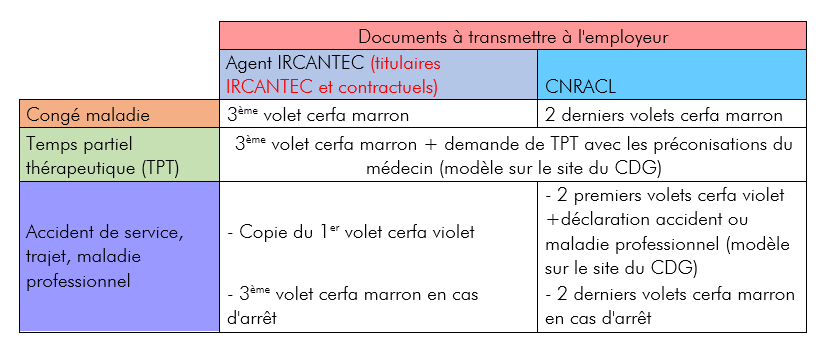 Documents à transmettre à l'employeur
Agent IRCANTEC (titulaires
IRCANTEC et contractuels)
CNRACL
Congé maladie
3ème volet cerfa marron
2 derniers volets cerfa marron
Temps partiel
thérapeutique (TPT)
3ème volet cerfa marron + demande de TPT avec les préconisations du
médecin (modèle sur le site du CDG)
Accident de service,
trajet, maladie
professionnel
- Copie du 1er volet cerfa violet
- 3ème volet cerfa marron en cas
d'arrêt
- 2 premiers volets cerfa violet
+déclaration accident ou
maladie professionnel (modèle
sur le site du CDG)
- 2 derniers volets cerfa marron
en cas d'arrêt